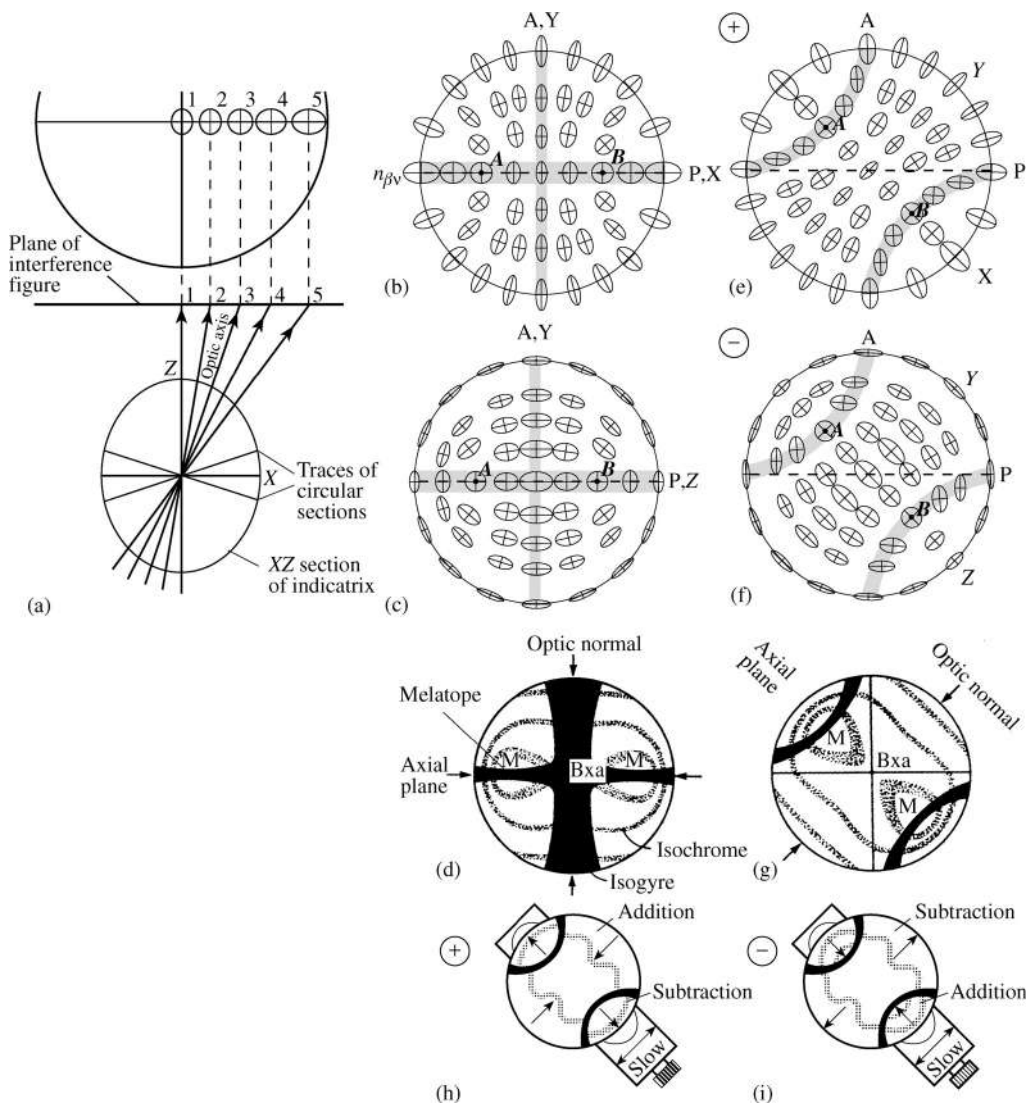 1
2
3
4
5
Plane of
interference
figure
1
2
3
4
5
Optic axis
Z
X
Traces of
circular
sections
XZ section
of indicatrix
(a)
A,Y
A
B
nβν
P,X
(b)
A,Y
A
B
P,Z
(c)
+
A
Y
A
P
B
X
(e)
−
A
Y
A
P
B
Z
(f)
Optic normal
Melatope
M
M
Axial
plane
Bxa
Isochrome
Isogyre
(d)
Axial
plane
Optic
normal
M
Bxa
M
(g)
+
Addition
Subtraction
Slow
(h)
−
Subtraction
Addition
Slow
(i)